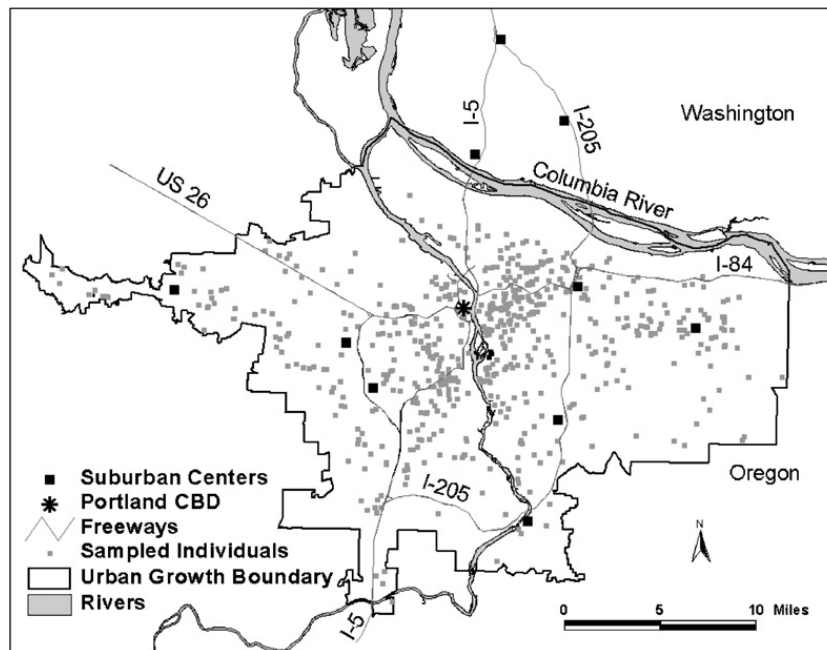 Washington
I-5
I-205
Columbia River
US 26
I-84
Oregon
I-205
I-5
Suburban Centers
Portland CBD
Freeways
Sampled Individuals
Urban Growth Boundary
Rivers
N
0 5 10 Miles